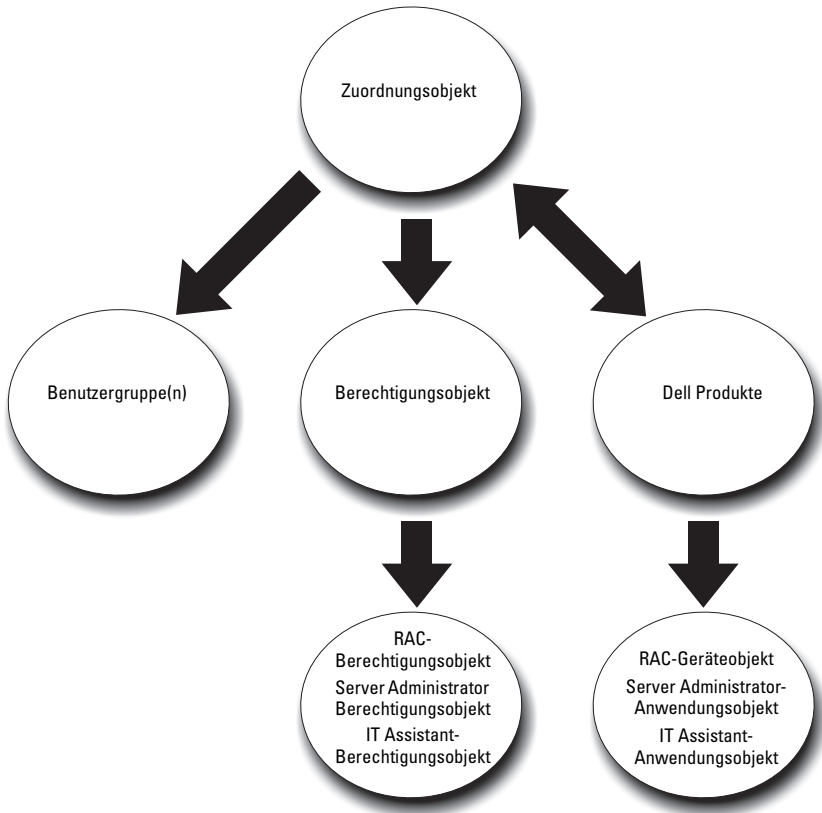 Zuordnungsobjekt
Benutzergruppe(n)
Berechtigungsobjekt
Dell Produkte
RAC-
Berechtigungsobjekt
Server Administrator
Berechtigungsobjekt
IT Assistant-
Berechtigungsobjekt
RAC-Geräteobjekt
Server Administrator-
Anwendungsobjekt
IT Assistant-
Anwendungsobjekt